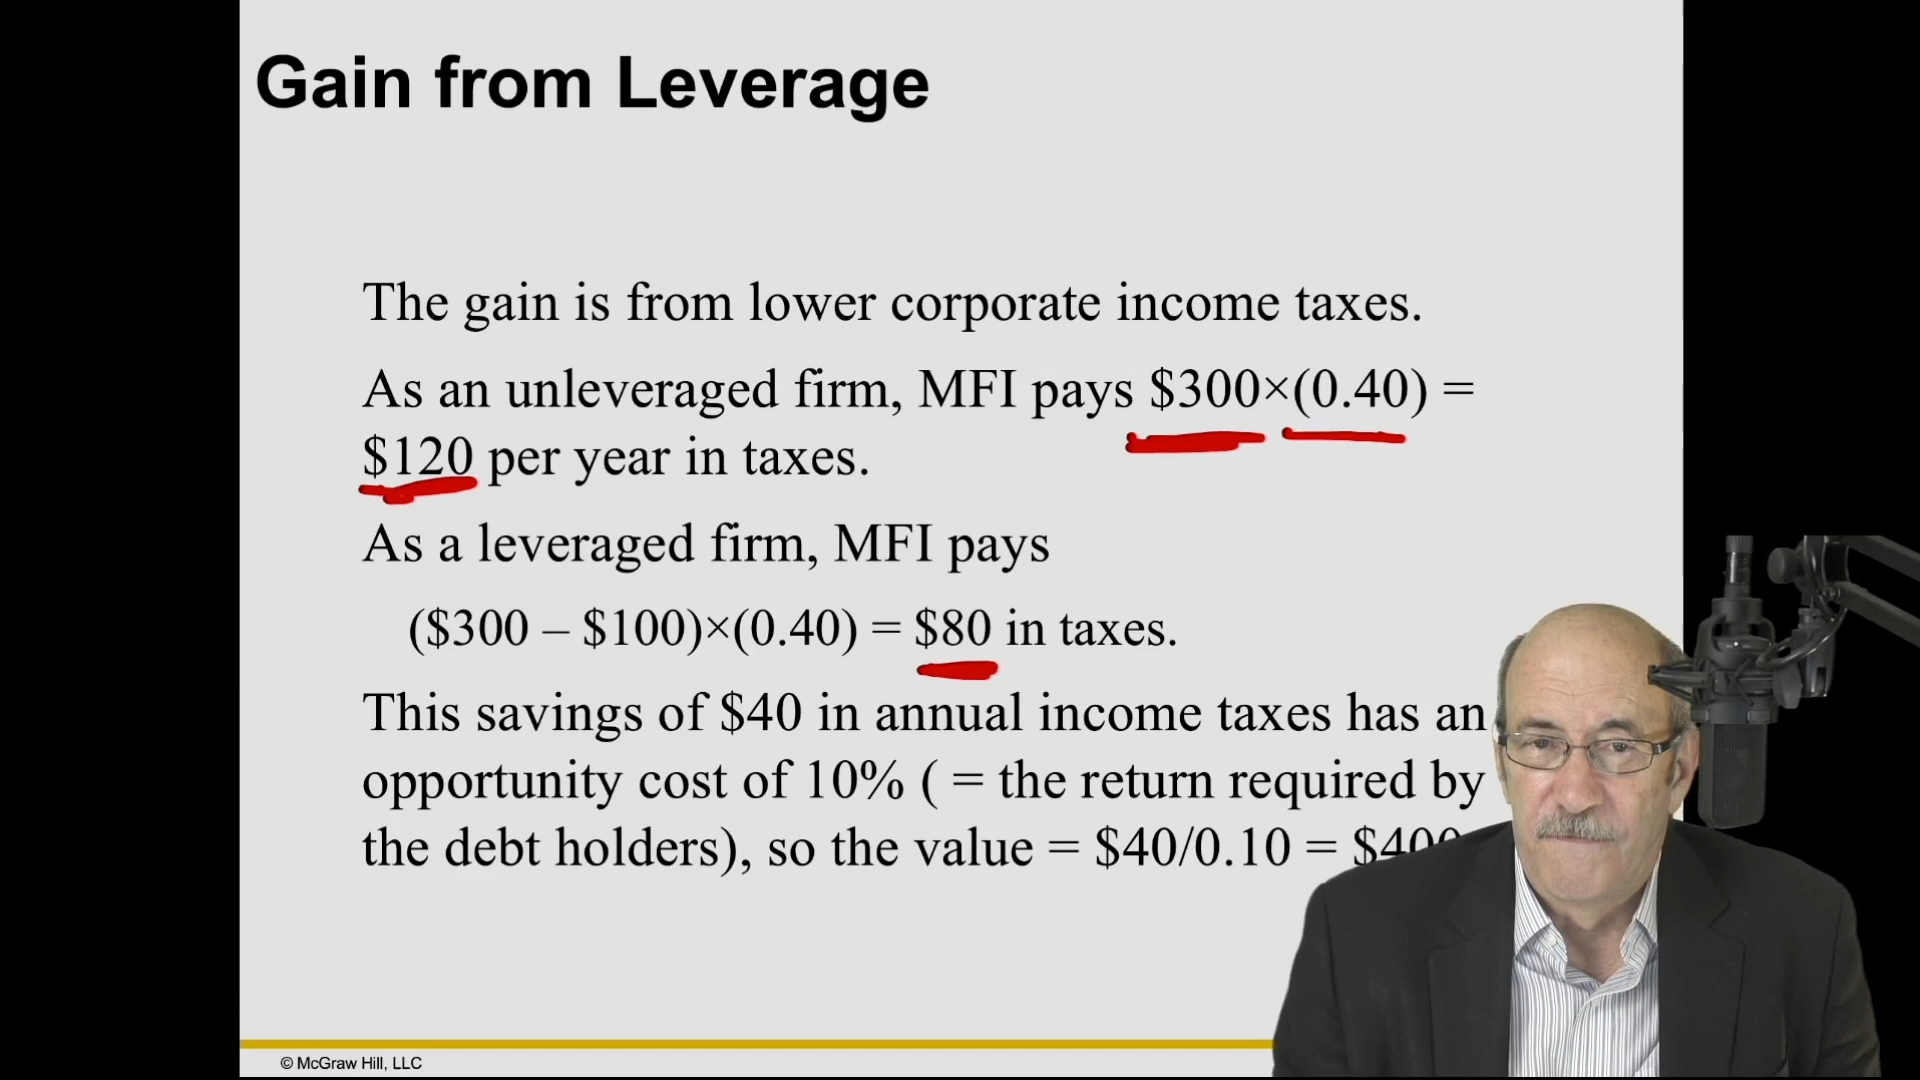 Gain from Leverage
The gain is from lower corporate income taxes.
As an unleveraged firm, MFI pays $300×(0.40) =
$120 per year in taxes.
As a leveraged firm, MFI pays
($300 – $100)×(0.40) = $80 in taxes.
This savings of $40 in annual income taxes has an
opportunity cost of 10% ( = the return required by
the debt holders), so the value = $40/0.10 = $400
© McGraw Hill, LLC